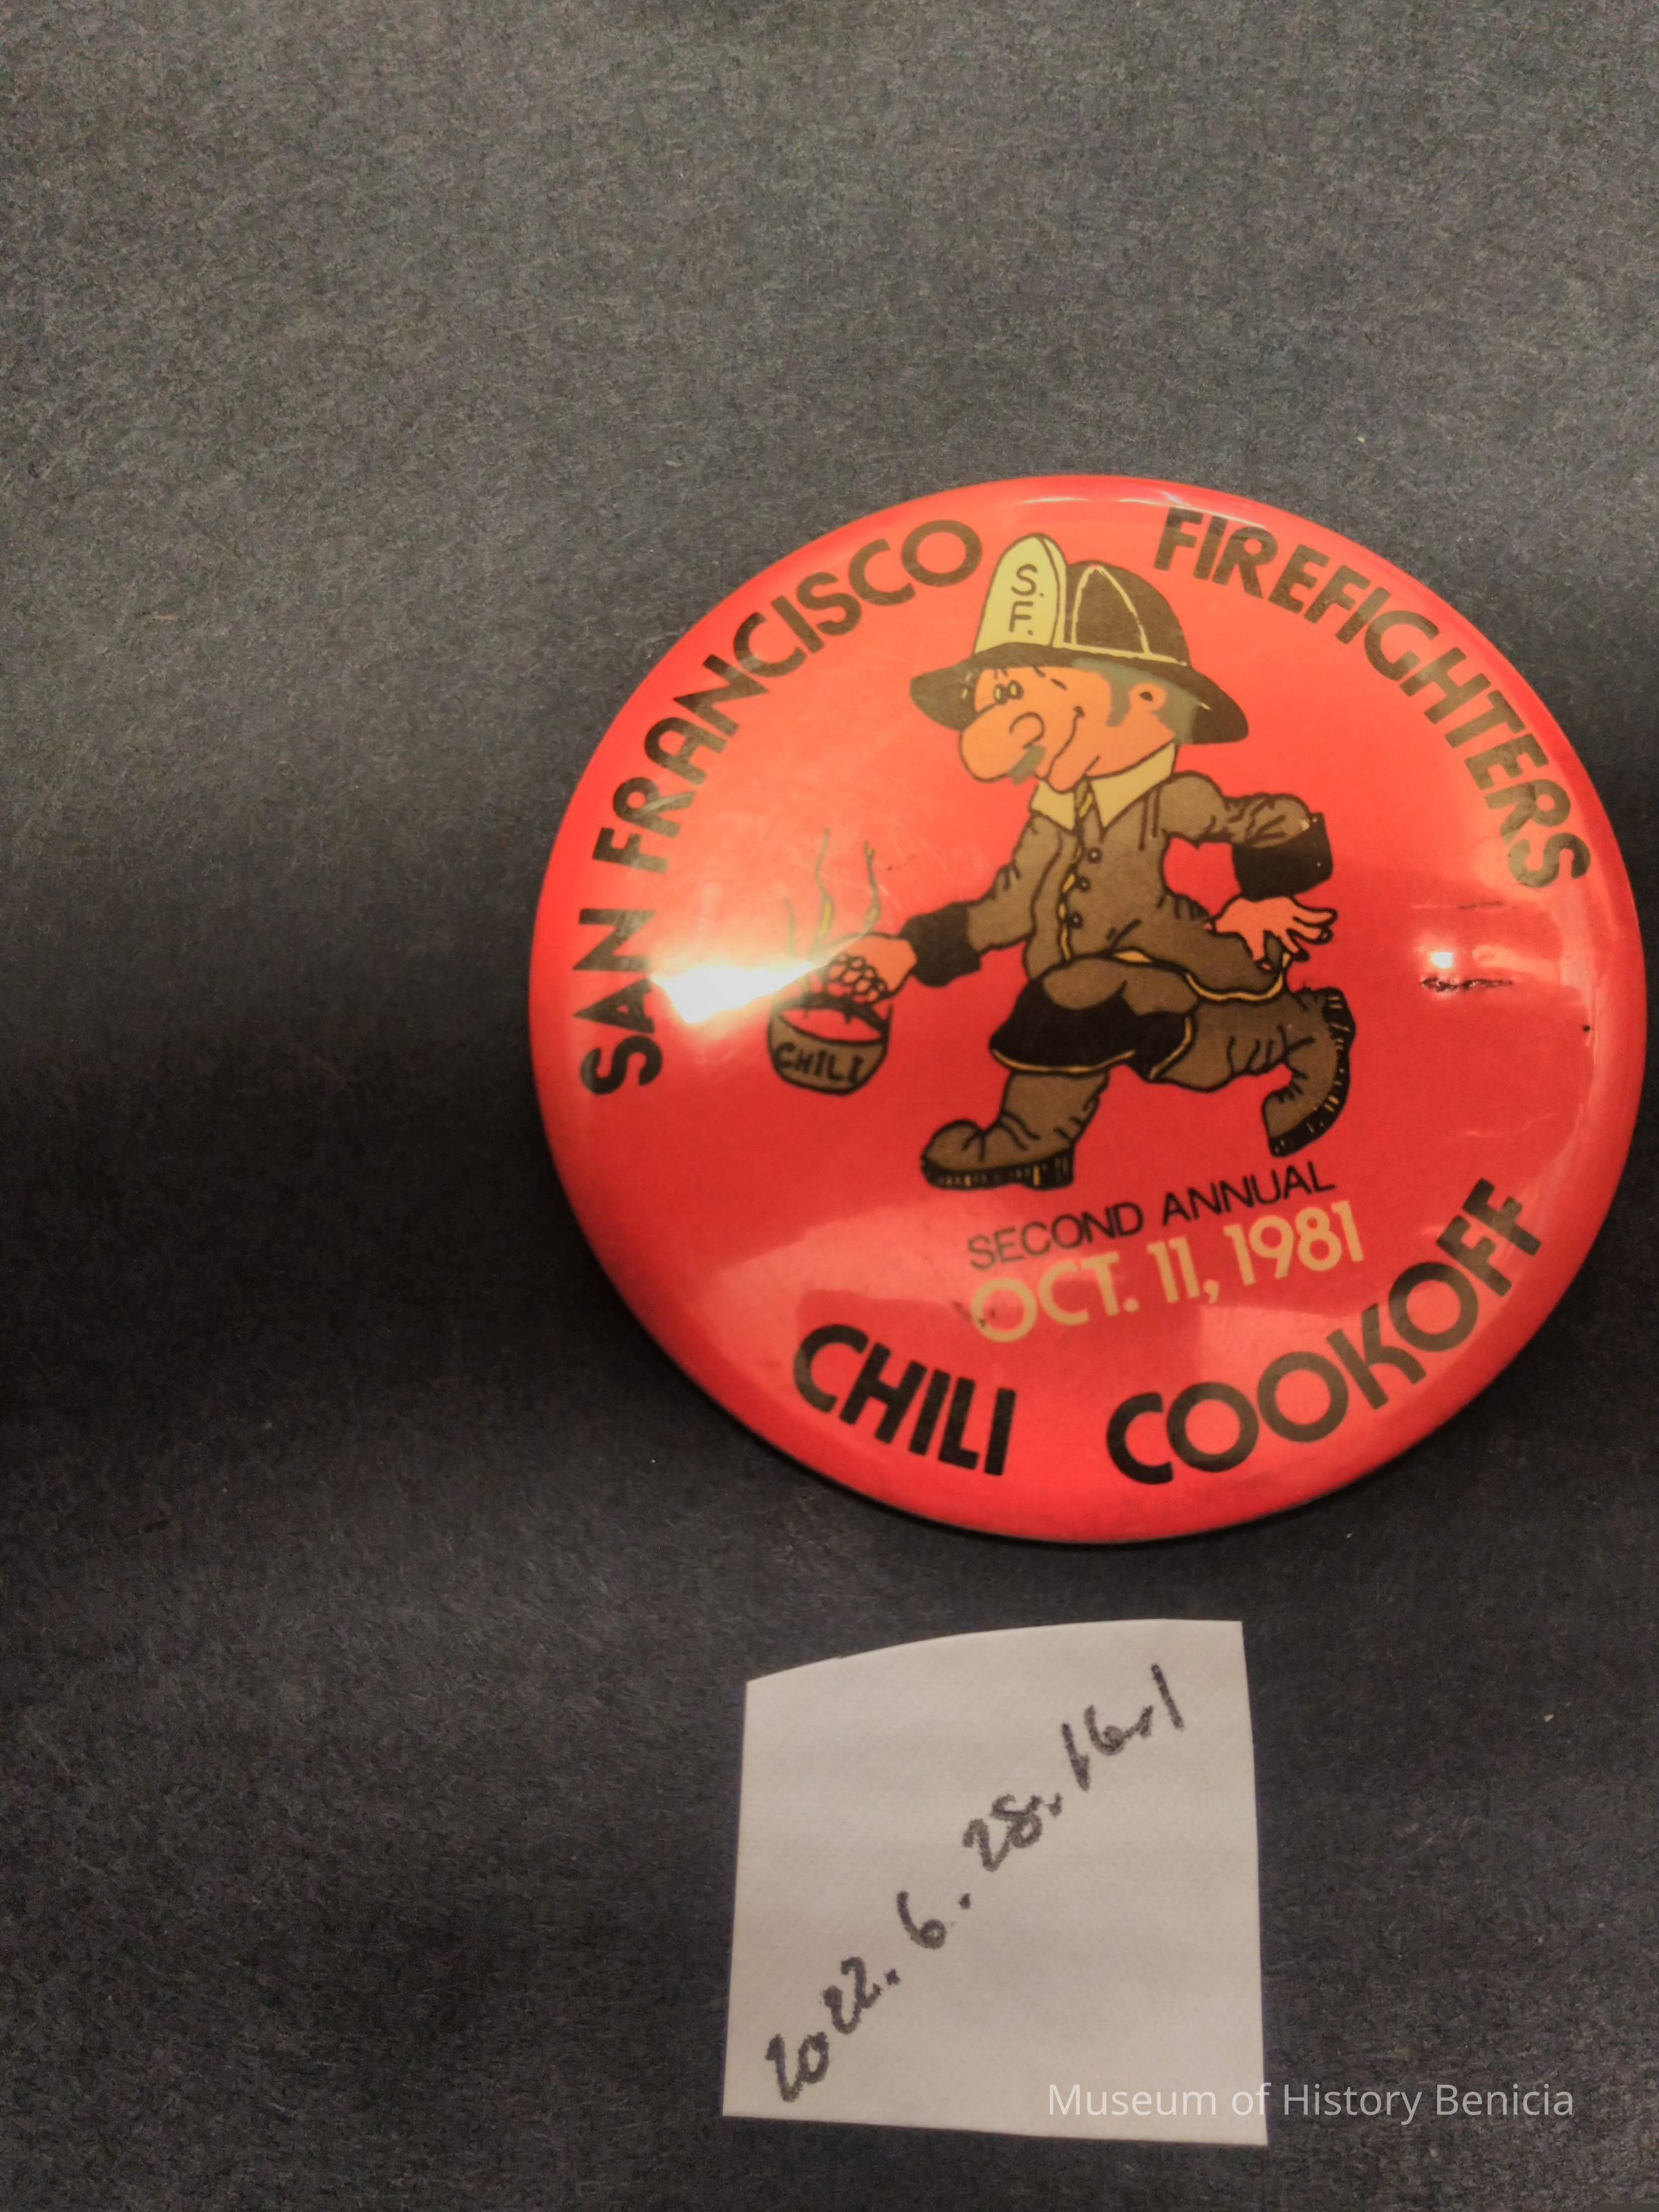 SAN FRANCISCO FIREFIGHTERS
S.
F.
CHILI
SECOND ANNUAL
OCT. 11, 1981
CHILI COOKOFF
2022.6.28.16.1
Museum of History Benicia